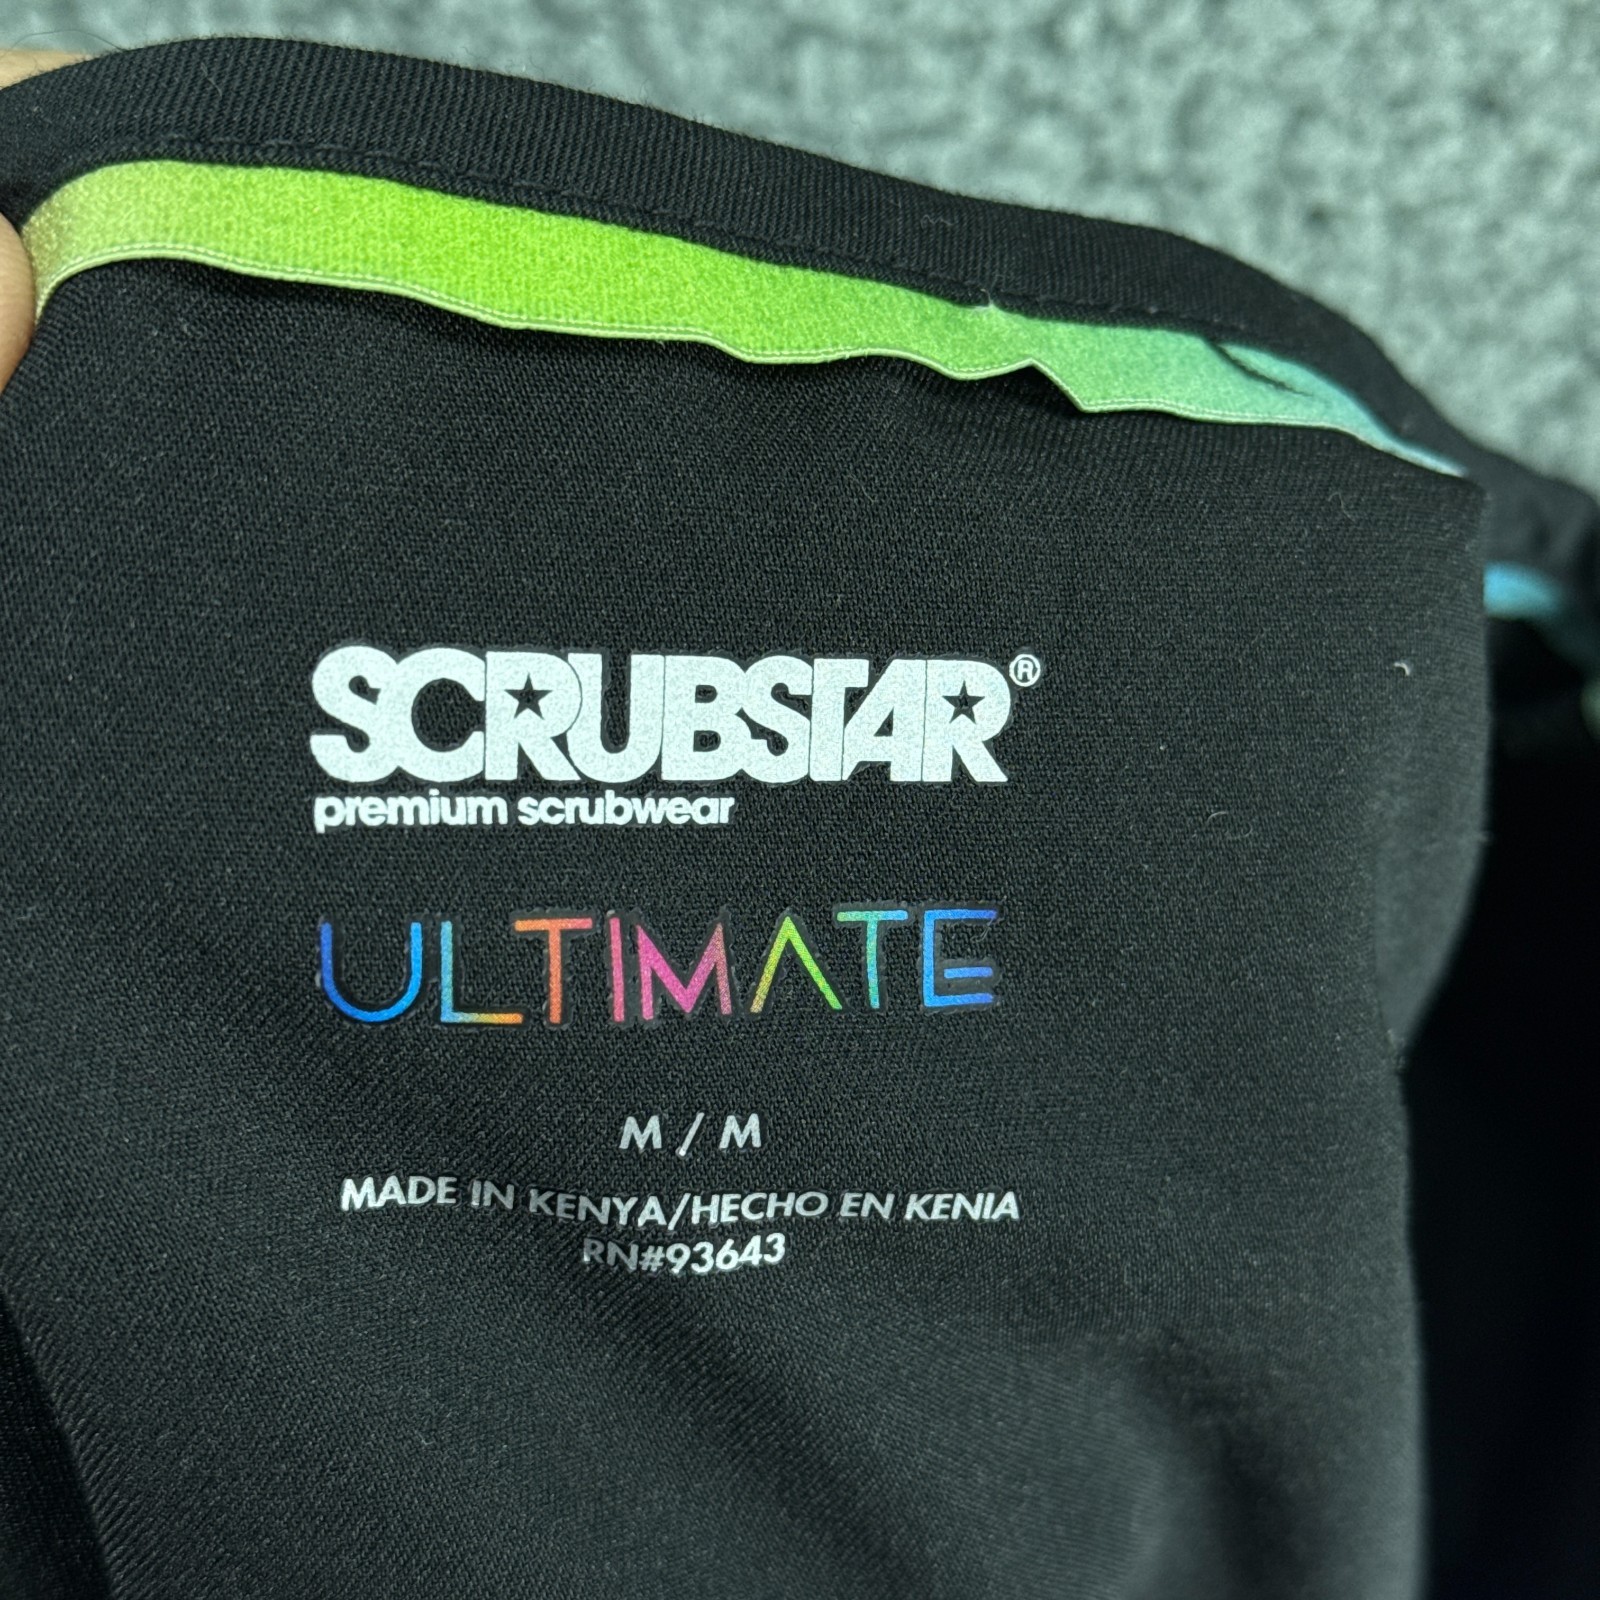 SCRUBSTAR®
premium scrubwear
ULTIMATE
M / M
MADE IN KENYA/HECHO EN KENIA
RN#93643